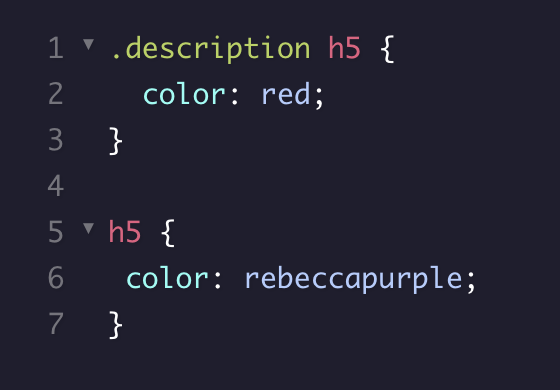 1 ▼ .description h5 {
2     color: red;
3   }
4
5 ▼ h5 {
6    color: rebeccapurple;
7   }